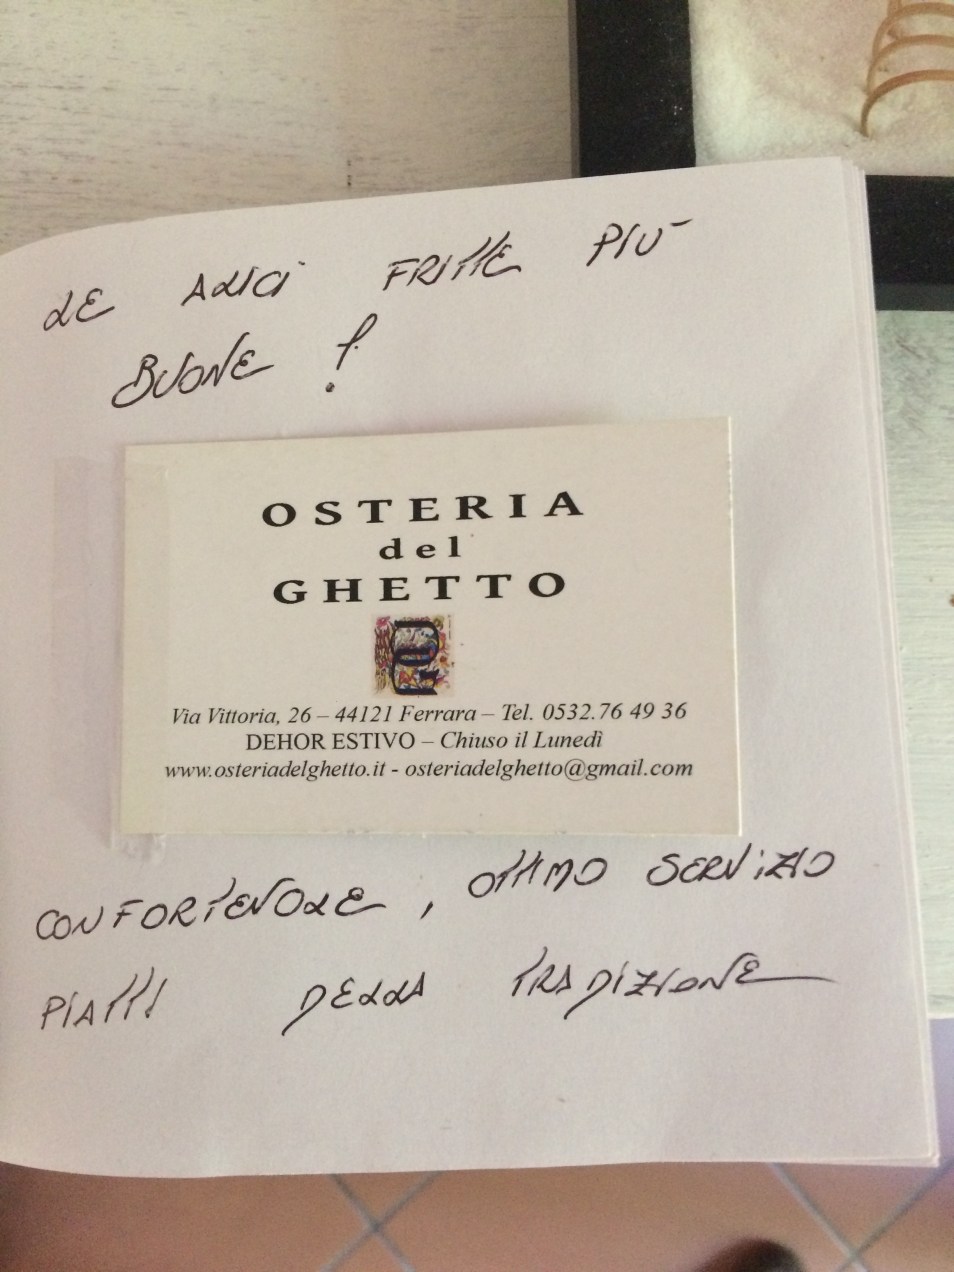 LE ALICI FRITTE PIÙ
BUONE !
OSTERIA
del
GHETTO
Via Vittoria, 26 – 44121 Ferrara – Tel. 0532.76 49 36
DEHOR ESTIVO – Chiuso il Lunedì
www.osteriadelghetto.it - osteriadelghetto@gmail.com
CONFORTEVOLE, OTTIMO SERVIZIO
PIATTI DELLA TRADIZIONE